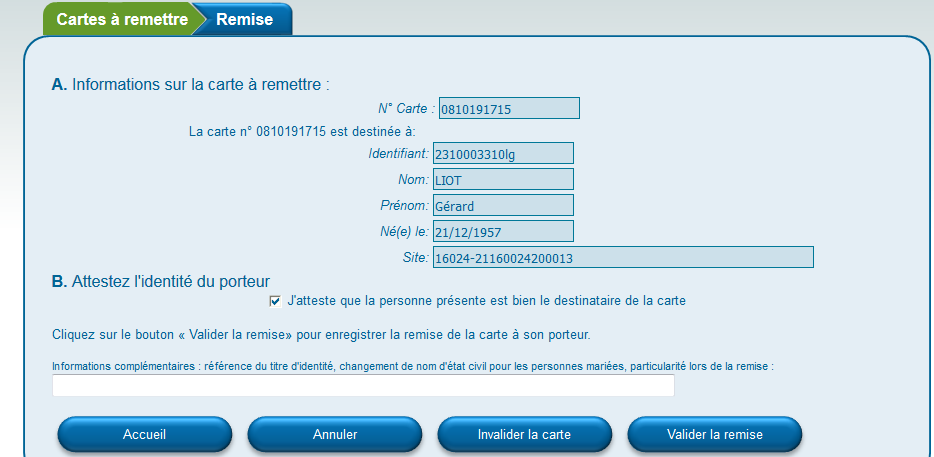 Cartes à remettre Remise
A. Informations sur la carte à remettre :
N° Carte : 0810191715
La carte n° 0810191715 est destinée à:
Identifiant: 2310003310lg
Nom: LIOT
Prénom: Gérard
Né(e) le: 21/12/1957
Site: 16024-21160024200013
B. Attestez l'identité du porteur
J'atteste que la personne présente est bien le destinataire de la carte
Cliquez sur le bouton « Valider la remise» pour enregistrer la remise de la carte à son porteur.
Informations complémentaires : référence du titre d'identité, changement de nom d'état civil pour les personnes mariées, particularité lors de la remise :
Accueil Annuler Invalider la carte Valider la remise